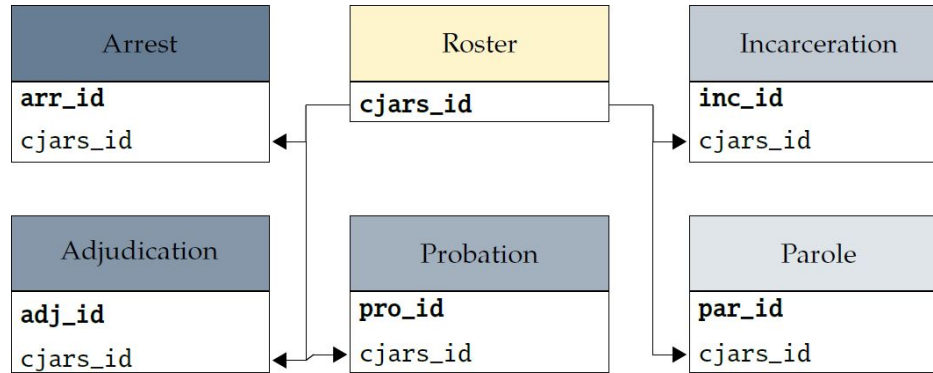 Arrest
arr_id
cjars_id
Roster
cjars_id
Incarceration
inc_id
cjars_id
Adjudication
adj_id
cjars_id
Probation
pro_id
cjars_id
Parole
par_id
cjars_id